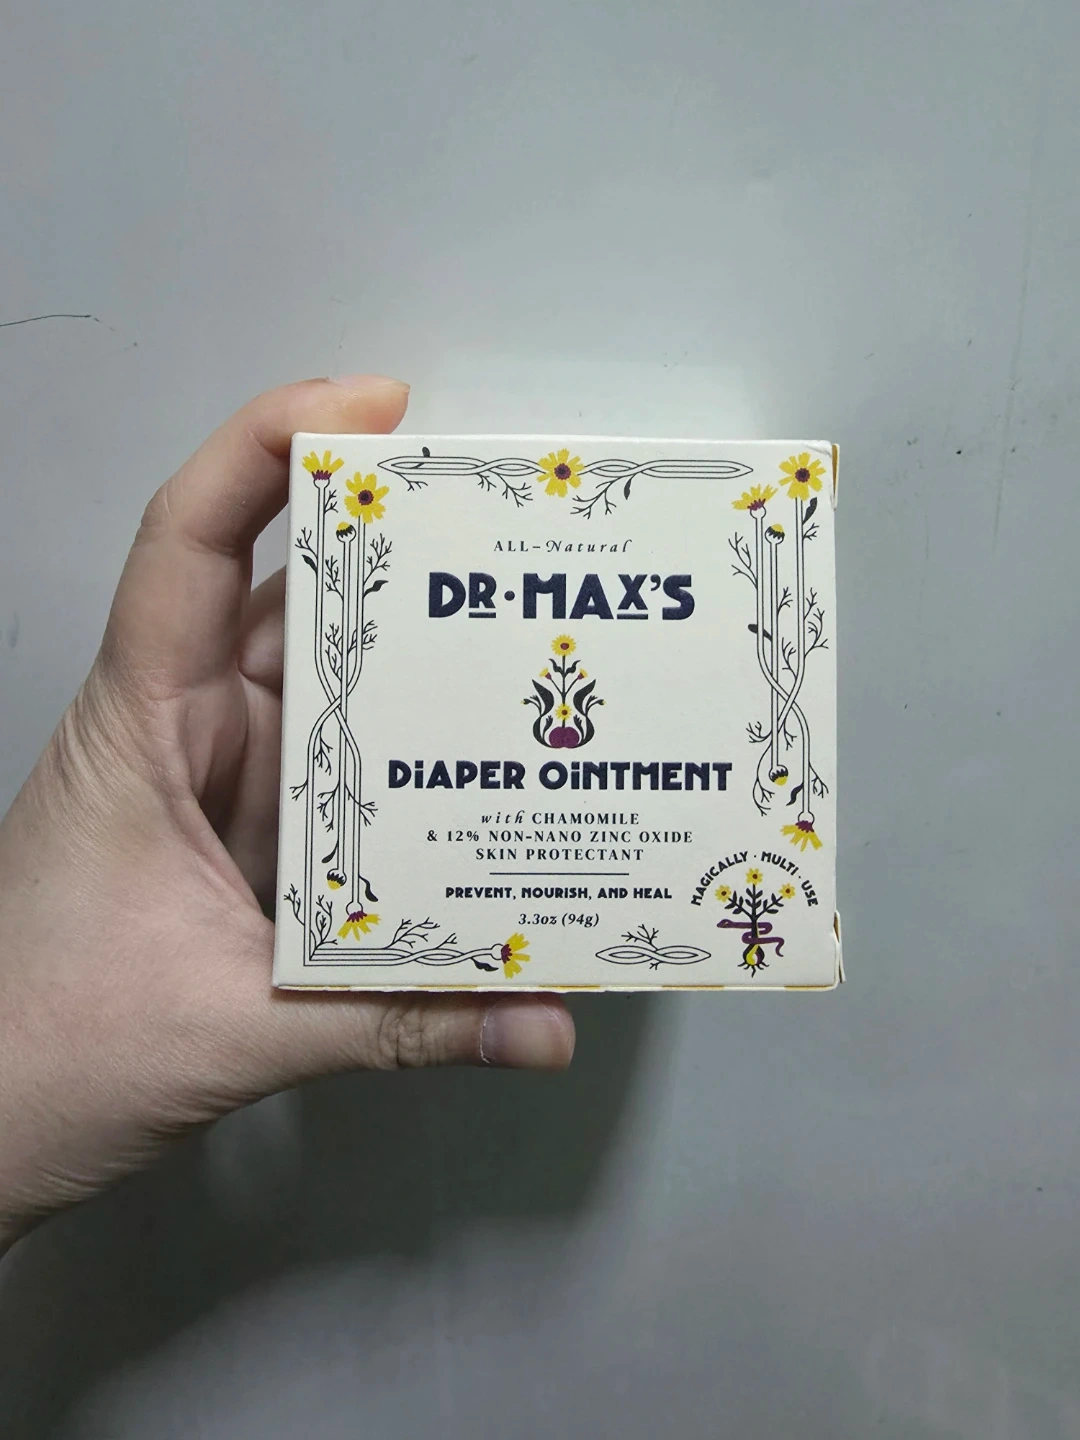 ALL-Natural
DR·MAX'S
DiAPER OiNTMENT
with CHAMOMILE
& 12% NON-NANO ZINC OXIDE
SKIN PROTECTANT
PREVENT, NOURISH, AND HEAL
3.3oz (94g)
MAGICALLY · MULTI · USE